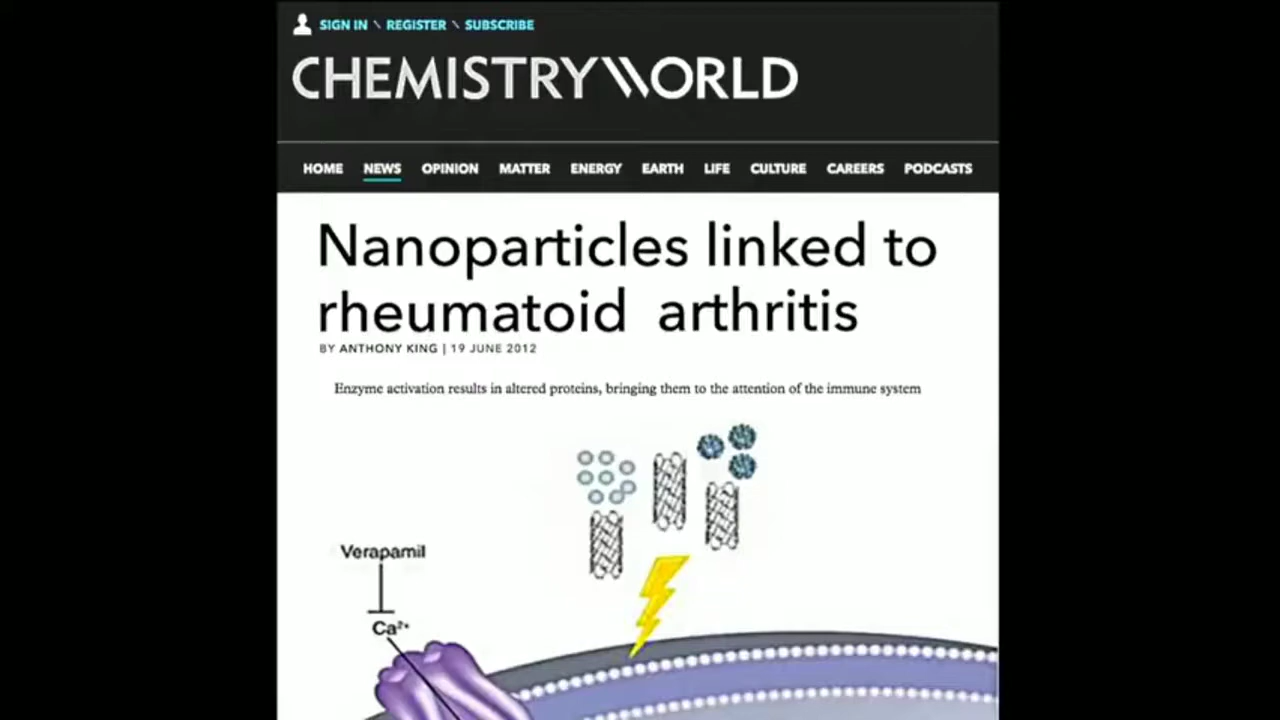 SIGN IN \ REGISTER \ SUBSCRIBE
CHEMISTRY WORLD
HOME NEWS OPINION MATTER ENERGY EARTH LIFE CULTURE CAREERS PODCASTS
Nanoparticles linked to
rheumatoid arthritis
BY ANTHONY KING | 19 JUNE 2012
Enzyme activation results in altered proteins, bringing them to the attention of the immune system
Verapamil
Ca²⁺